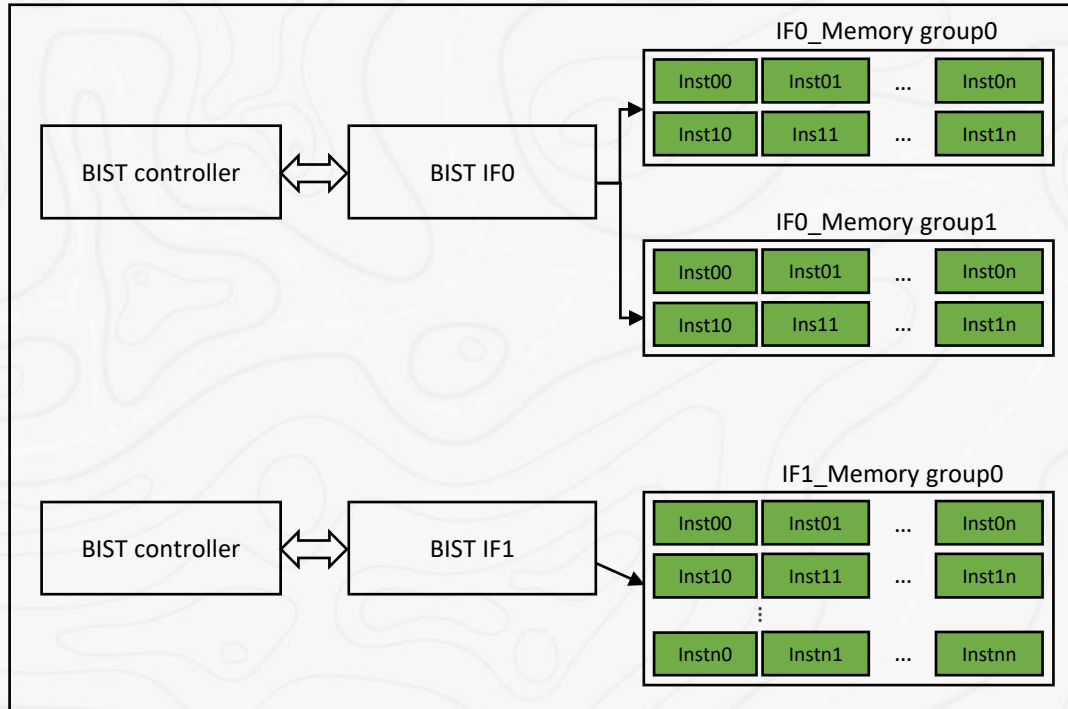 IF0_Memory group0
Inst00 Inst01 ... Inst0n
Inst10 Ins11 ... Inst1n
BIST controller BIST IF0
IF0_Memory group1
Inst00 Inst01 ... Inst0n
Inst10 Ins11 ... Inst1n
IF1_Memory group0
Inst00 Inst01 ... Inst0n
BIST controller BIST IF1
Inst10 Inst11 ... Inst1n
...
Instn0 Instn1 ... Instnn